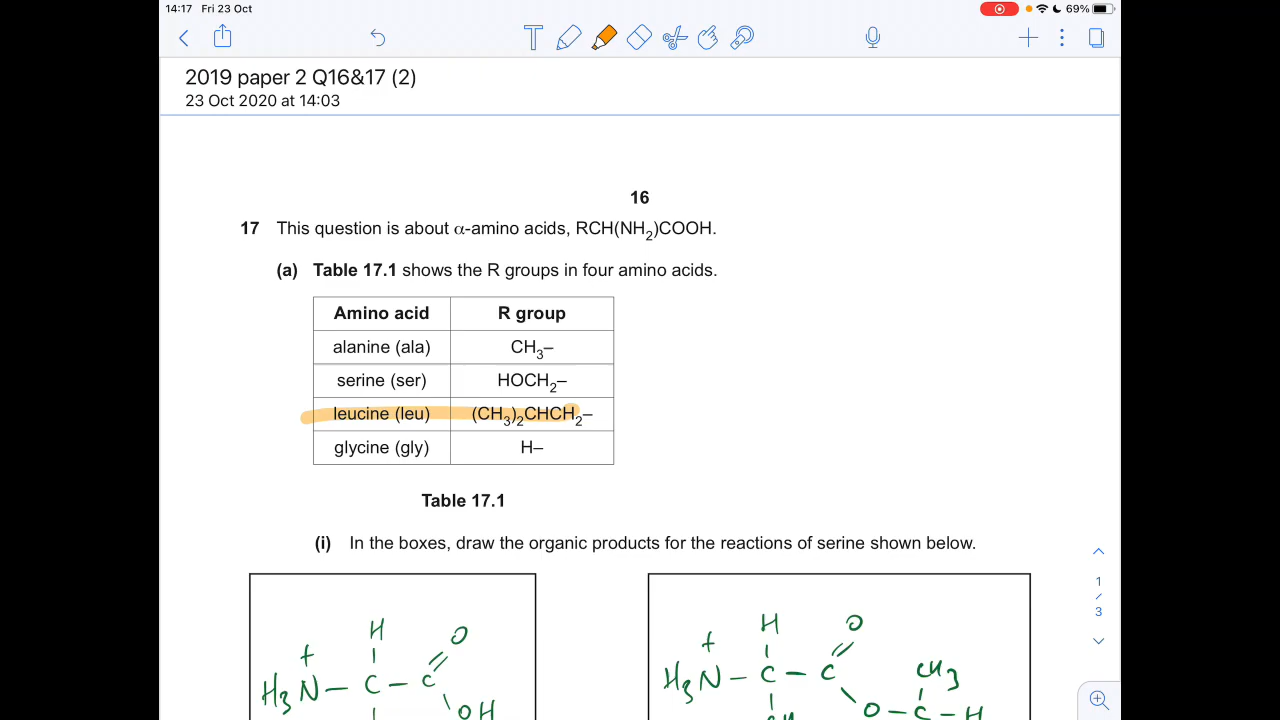 14:17 Fri 23 Oct 69%
T
2019 paper 2 Q16&17 (2)
23 Oct 2020 at 14:03
16
17 This question is about α-amino acids, RCH(NH₂)COOH.
(a) Table 17.1 shows the R groups in four amino acids.
Amino acid R group
alanine (ala) CH₃–
serine (ser) HOCH₂–
leucine (leu) (CH₃)₂CHCH₂–
glycine (gly) H–
Table 17.1
(i) In the boxes, draw the organic products for the reactions of serine shown below.
1
/
3
H O H O
+ +
H₃N – C – C H₃N – C – C CH₃
OH O – C – H